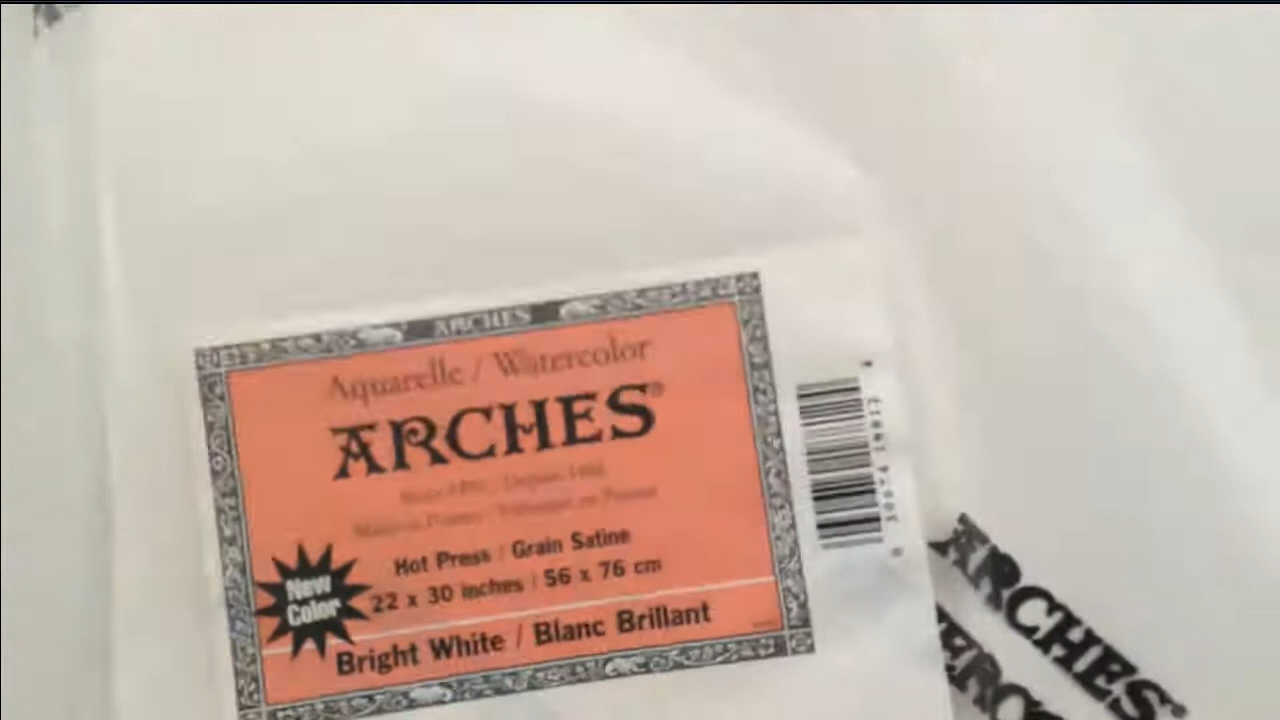 ARCHES
Aquarelle / Watercolor
ARCHES®
Hot Press / Grain Satine
22 x 30 inches | 56 x 76 cm
New
Color
Bright White / Blanc Brillant
ARCHES®